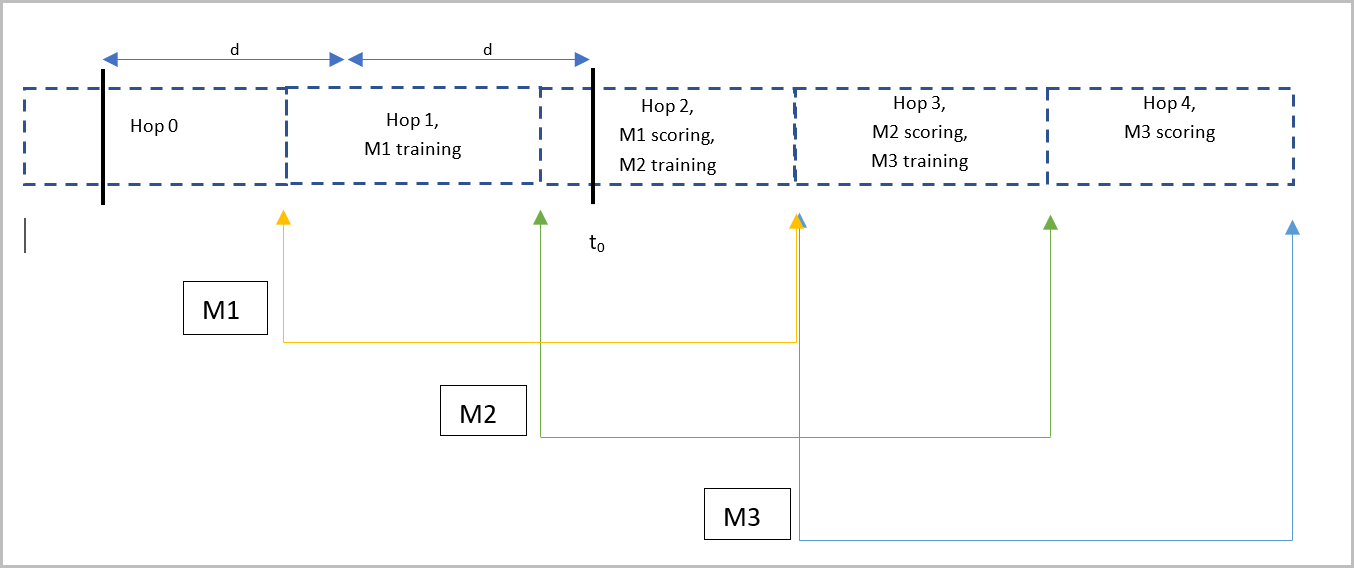 d
d
Hop 0
Hop 1,
M1 training
Hop 2,
M1 scoring,
M2 training
Hop 3,
M2 scoring,
M3 training
Hop 4,
M3 scoring
t₀
M1
M2
M3